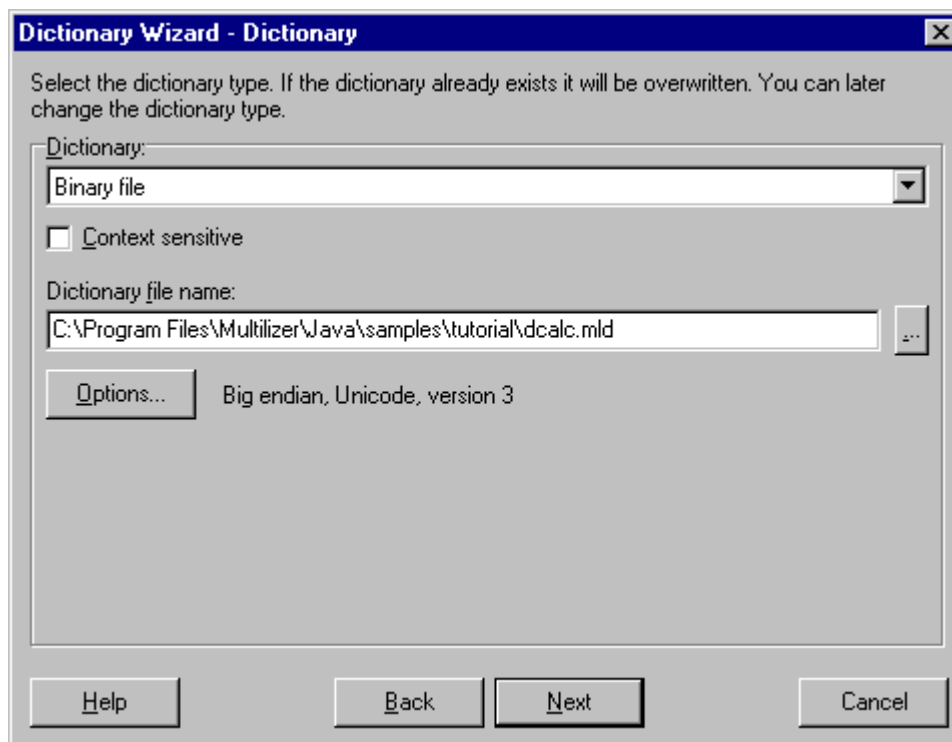 Dictionary Wizard - Dictionary
Select the dictionary type. If the dictionary already exists it will be overwritten. You can later
change the dictionary type.
Dictionary:
Binary file
Context sensitive
Dictionary file name:
C:\Program Files\Multilizer\Java\samples\tutorial\dcalc.mld
...
Options...
Big endian, Unicode, version 3
Help
Back
Next
Cancel